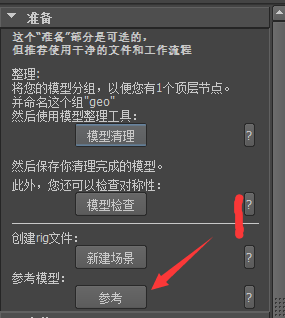 准备
这个"准备"部分是可选的，
但推荐使用干净的文件和工作流程
整理：
将您的模型分组，以便您有1个顶层节点。
并命名这个组"geo"
然后使用模型整理工具：
模型清理
?
然后保存你清理完成的模型。
此外，您还可以检查对称性：
模型检查
?
创建rig文件：
新建场景
?
参考模型：
参考
?